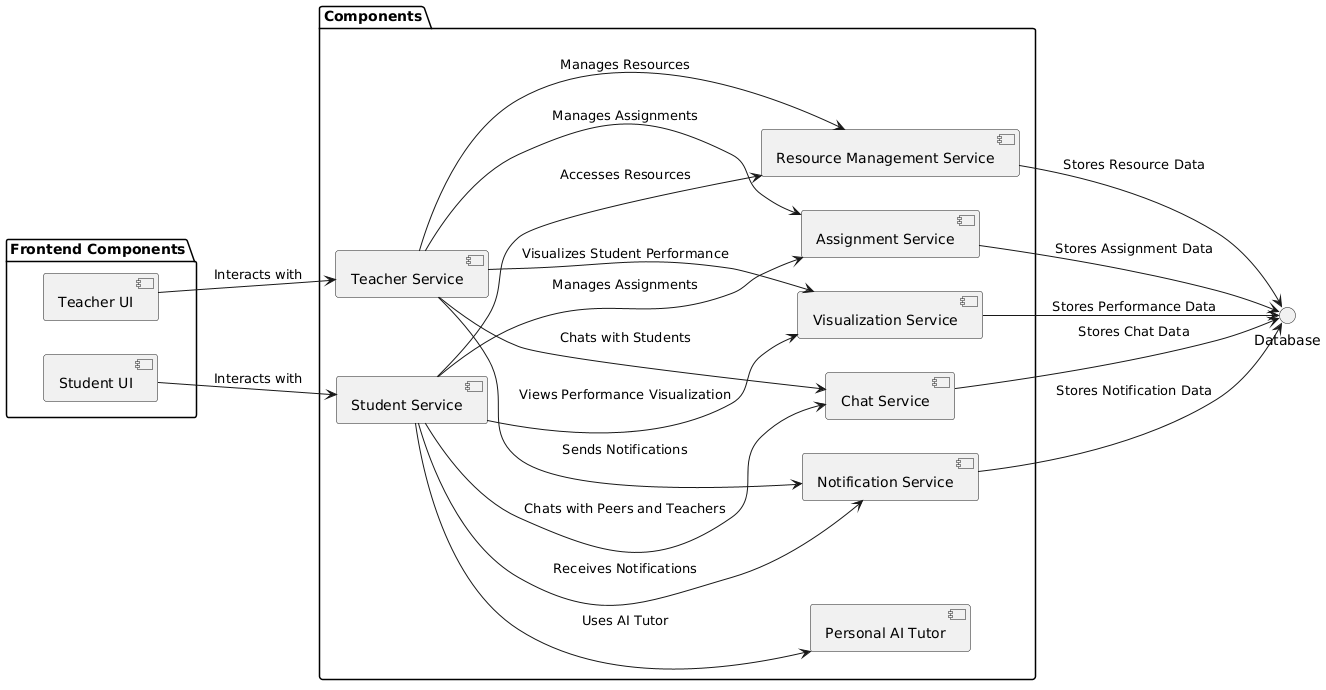 Components
Manages Resources
Manages Assignments
Resource Management Service
Stores Resource Data
Accesses Resources
Assignment Service
Frontend Components
Stores Assignment Data
Visualizes Student Performance
Interacts with
Teacher Service
Manages Assignments
Teacher UI
Stores Performance Data
Visualization Service
Stores Chat Data
Chats with Students
Database
Interacts with
Student UI
Stores Notification Data
Views Performance Visualization
Chat Service
Student Service
Sends Notifications
Notification Service
Chats with Peers and Teachers
Receives Notifications
Uses AI Tutor
Personal AI Tutor